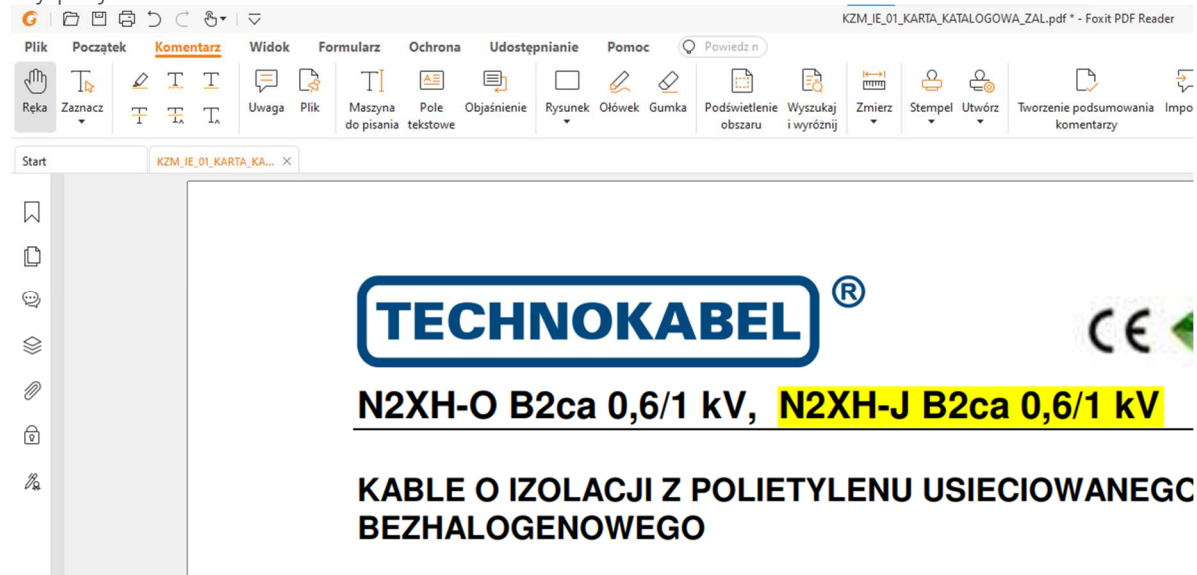 KZM_IE_01_KARTA_KATALOGOWA_ZAL.pdf * - Foxit PDF Reader
Plik Początek Komentarz Widok Formularz Ochrona Udostępnianie Pomoc Powiedz n
Ręka Zaznacz Uwaga Plik Maszyna do pisania Pole tekstowe Objaśnienie Rysunek Ołówek Gumka Podświetlenie obszaru Wyszukaj i wyróżnij Zmierz Stempel Utwórz Tworzenie podsumowania komentarzy Impo
Start KZM_IE_01_KARTA_KA...
TECHNOKABEL ®
CE
N2XH-O B2ca 0,6/1 kV, N2XH-J B2ca 0,6/1 kV
KABLE O IZOLACJI Z POLIETYLENU USIECIOWANEGO
BEZHALOGENOWEGO